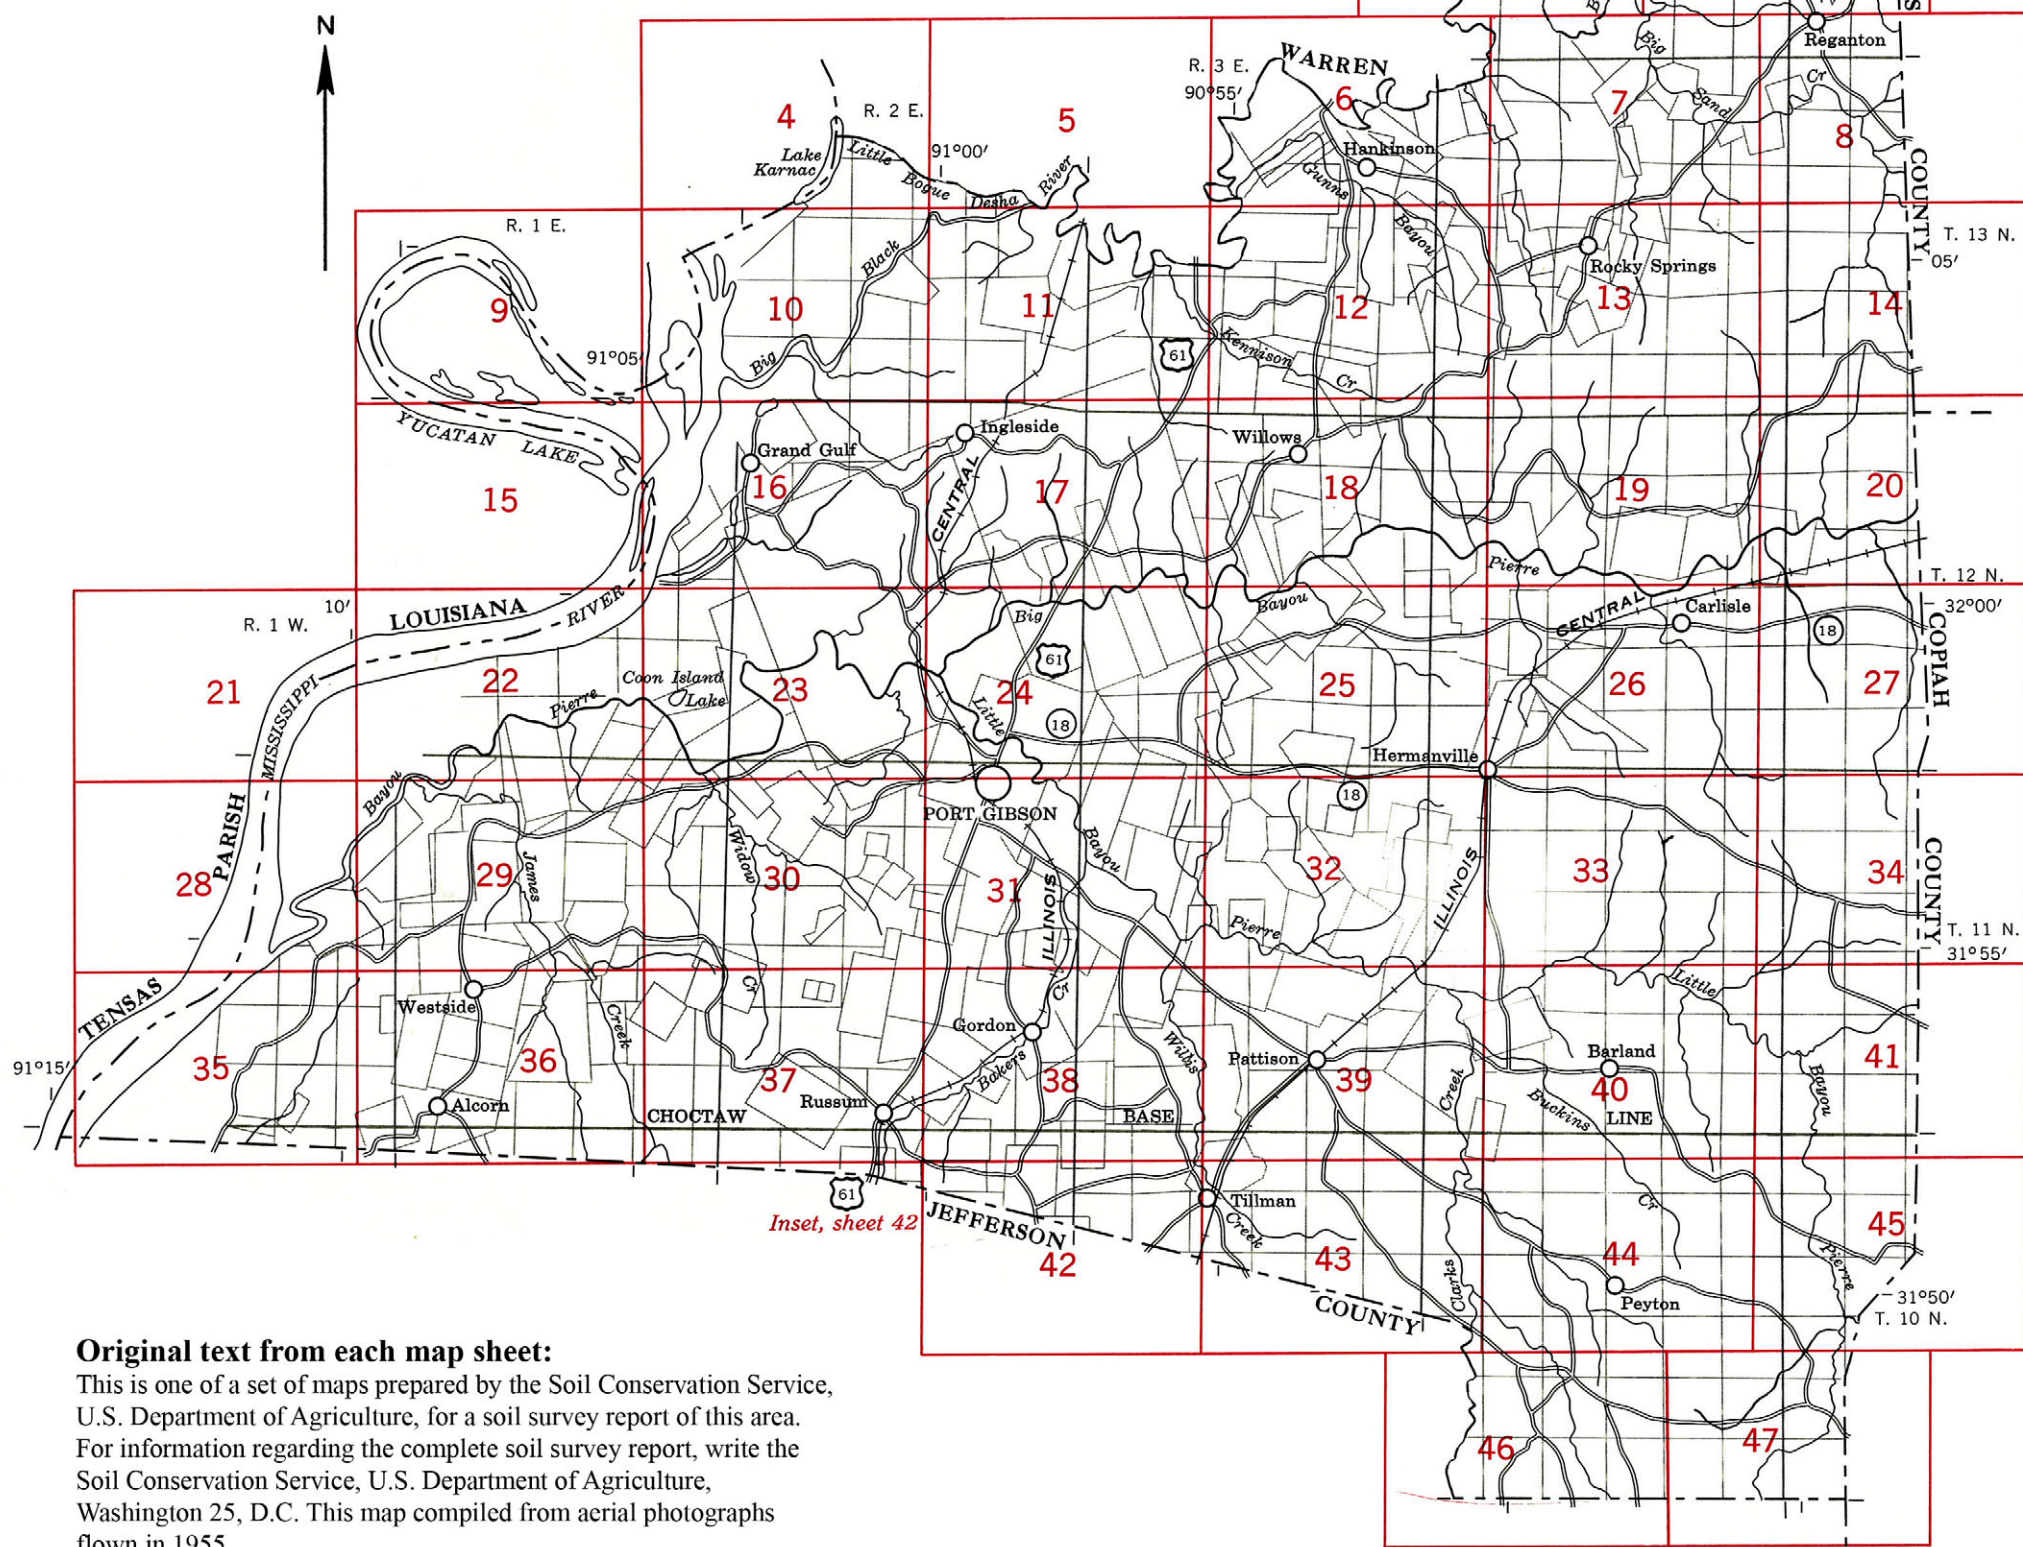 N
Reganton
WARREN
R. 3 E.
90°55′
Big
Sand
Cr
4
R. 2 E.
5
6
7
8
Lake
Karnac
Little
Bogue
Desha
River
91°00′
Hankinson
Gunns
Bayou
COUNTY
R. 1 E.
T. 13 N.
05′
Black
Rocky Springs
9
10
11
12
13
14
91°05′
Big
61
Kennison
Cr
YUCATAN LAKE
Grand Gulf
Ingleside
Willows
15
16
CENTRAL
17
18
19
20
Pierre
10′
LOUISIANA
RIVER
R. 1 W.
Big
Bayou
CENTRAL
Carlisle
T. 12 N.
32°00′
18
61
COPIAH
21
22
Coon Island
Lake
23
24
25
26
27
MISSISSIPPI
Pierre
Little
18
Hermanville
Bayou
18
PORT GIBSON
PARISH
28
29
James
Widow
30
31
ILLINOIS
Bayou
32
ILLINOIS
33
34
COUNTY
Pierre
T. 11 N.
31°55′
TENSAS
Westside
Creek
Cr
Cr
Gordon
Willis
Little
91°15′
35
36
37
Bakers
38
Pattison
39
Creek
Barland
40
41
Bayou
Alcorn
CHOCTAW
Russum
BASE
Buckins
LINE
61
Inset, sheet 42
JEFFERSON
Tillman
Creek
Cr
45
42
43
44
Pierre
Clarks
COUNTY
Peyton
31°50′
T. 10 N.
46
47
Original text from each map sheet:
This is one of a set of maps prepared by the Soil Conservation Service,
U.S. Department of Agriculture, for a soil survey report of this area.
For information regarding the complete soil survey report, write the
Soil Conservation Service, U.S. Department of Agriculture,
Washington 25, D.C. This map compiled from aerial photographs
flown in 1955